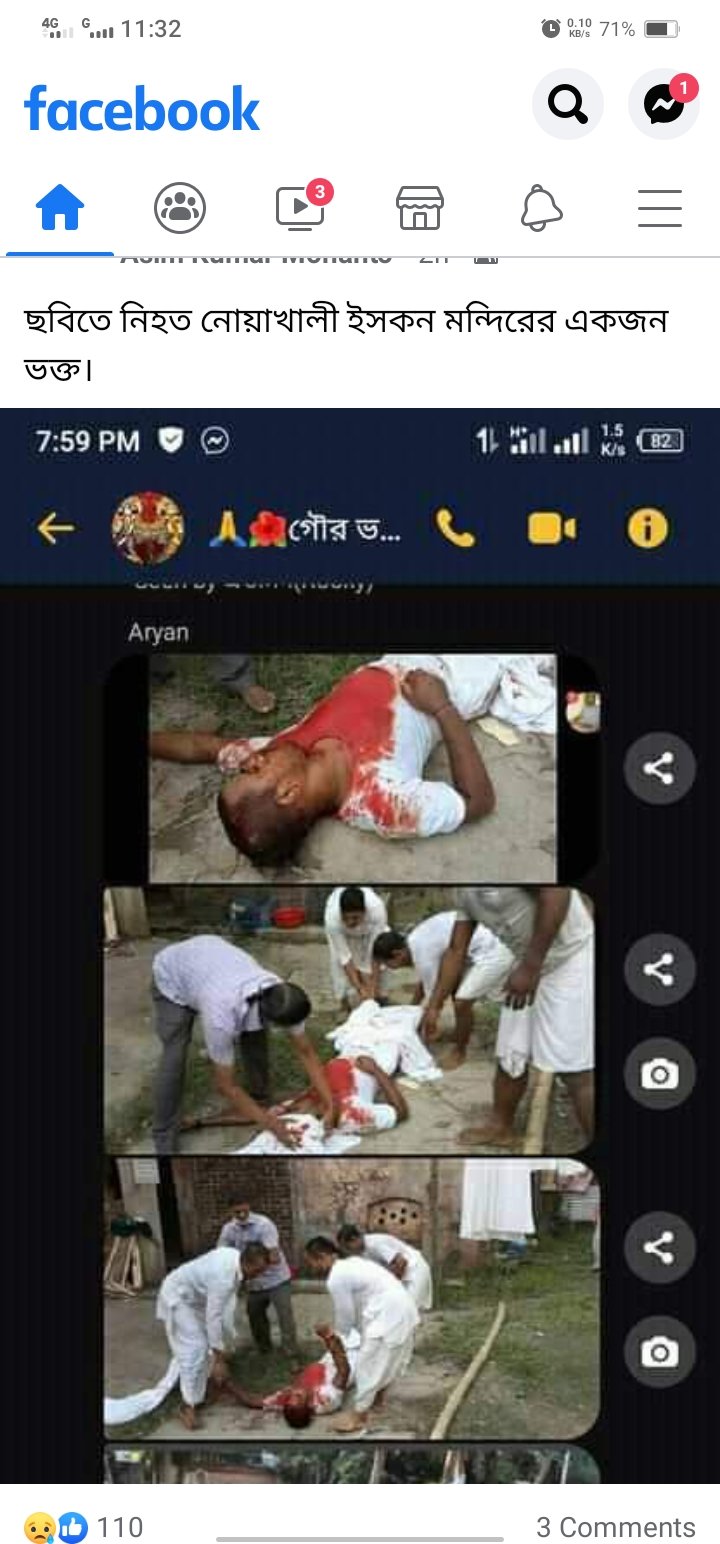 4G G 11:32 0.10 KB/s 71%
facebook
1
3
Asim Kumar Mohanto 2h
ছবিতে নিহত নোয়াখালী ইসকন মন্দিরের একজন
ভক্ত।
7:59 PM H+ 1.5 K/s 82
গৌর ভ...
Seen by
Aryan
110 3 Comments